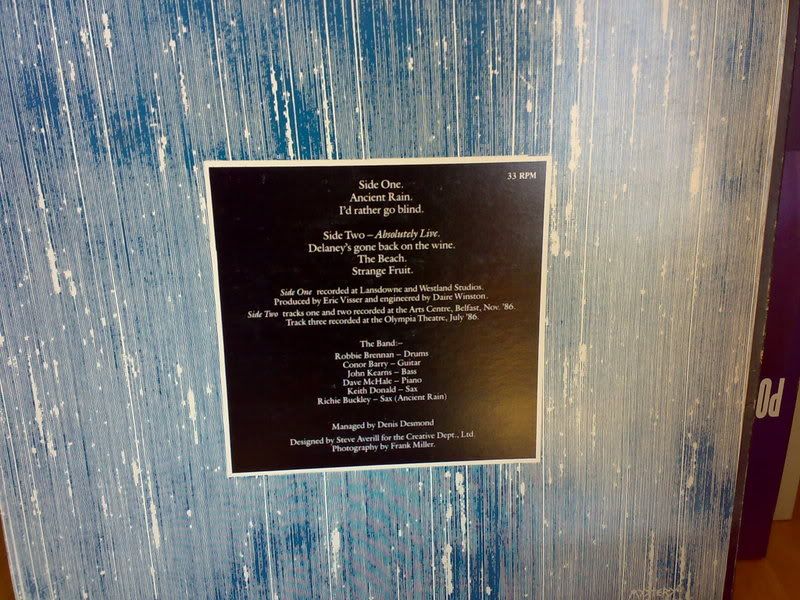 33 RPM
Side One.
Ancient Rain.
I'd rather go blind.
Side Two – Absolutely Live.
Delaney's gone back on the wine.
The Beach.
Strange Fruit.
Side One recorded at Lansdowne and Westland Studios.
Produced by Eric Visser and engineered by Daire Winston.
Side Two tracks one and two recorded at the Arts Centre, Belfast, Nov. '86.
Track three recorded at the Olympia Theatre, July '86.
The Band:–
Robbie Brennan – Drums
Conor Barry – Guitar
John Kearns – Bass
Dave McHale – Piano
Keith Donald – Sax
Richie Buckley – Sax (Ancient Rain)
Managed by Denis Desmond
Designed by Steve Averill for the Creative Dept., Ltd.
Photography by Frank Miller.